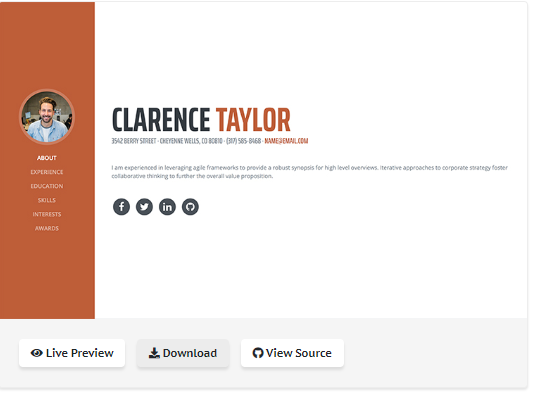 CLARENCE TAYLOR
3542 BERRY STREET · CHEYENNE WELLS, CO 80810 · (317) 585-8468 · NAME@EMAIL.COM
ABOUT
EXPERIENCE
EDUCATION
SKILLS
INTERESTS
AWARDS
I am experienced in leveraging agile frameworks to provide a robust synopsis for high level overviews. Iterative approaches to corporate strategy foster
collaborative thinking to further the overall value proposition.
Live Preview
Download
View Source